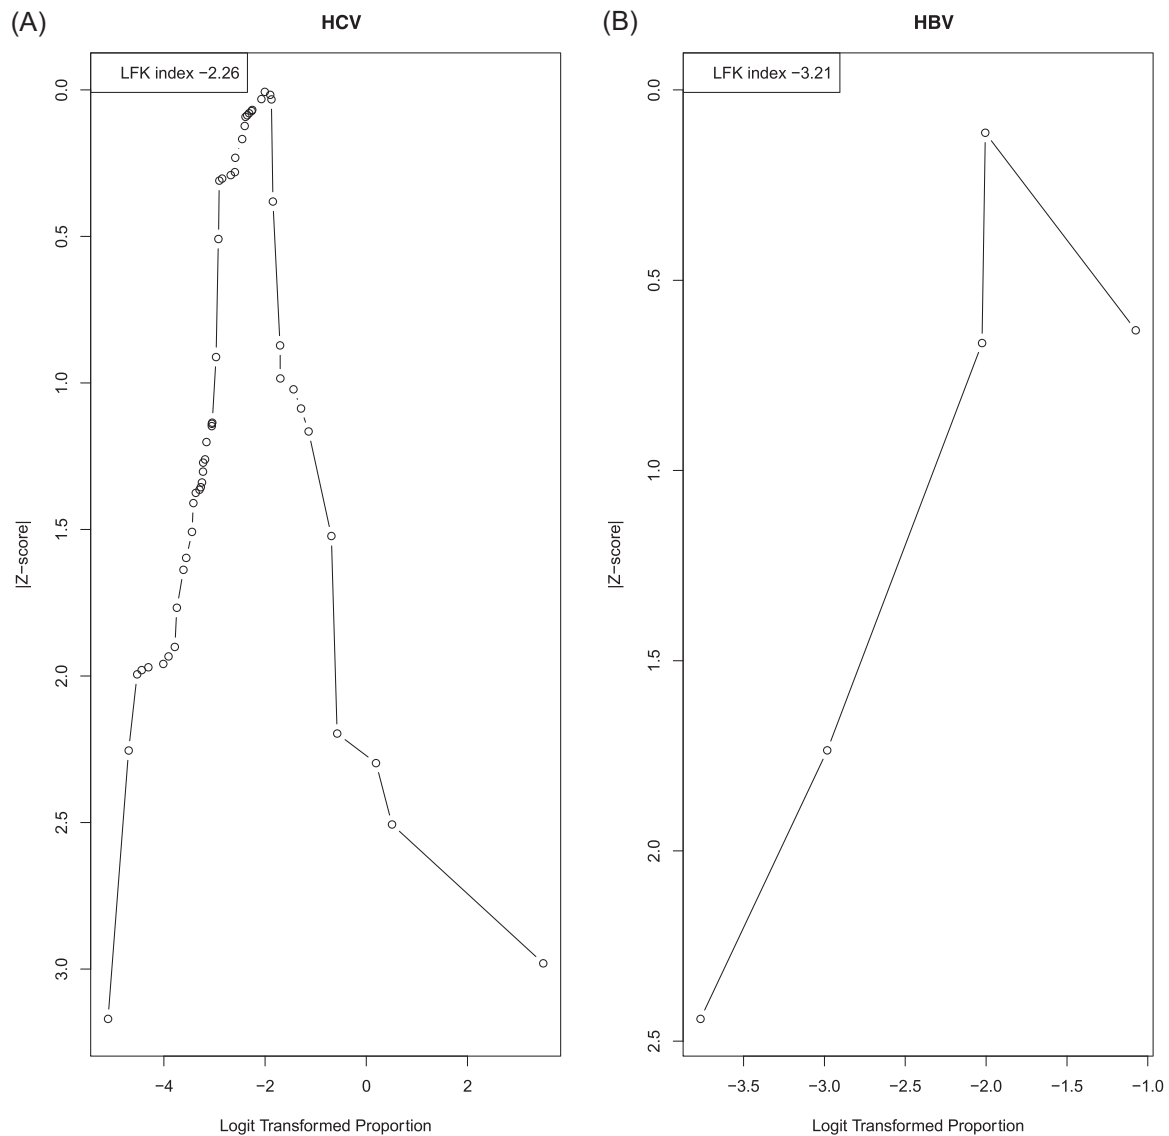 (A)
HCV
LFK index −2.26
0.0
0.5
1.0
1.5
2.0
2.5
3.0
|Z−score|
−4
−2
0
2
Logit Transformed Proportion
(B)
HBV
LFK index −3.21
0.0
0.5
1.0
1.5
2.0
2.5
|Z−score|
−3.5
−3.0
−2.5
−2.0
−1.5
−1.0
Logit Transformed Proportion